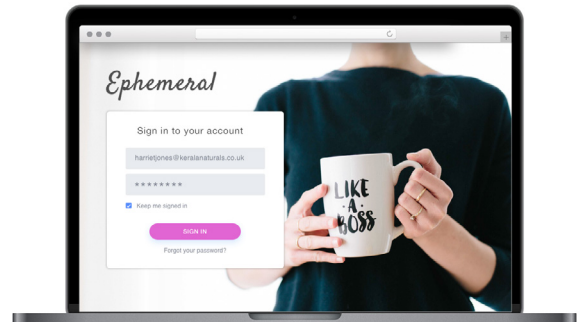 Ephemeral
Sign in to your account
harrietjones@keralanaturals.co.uk
********
Keep me signed in
SIGN IN
Forgot your password?
LIKE
A
BOSS